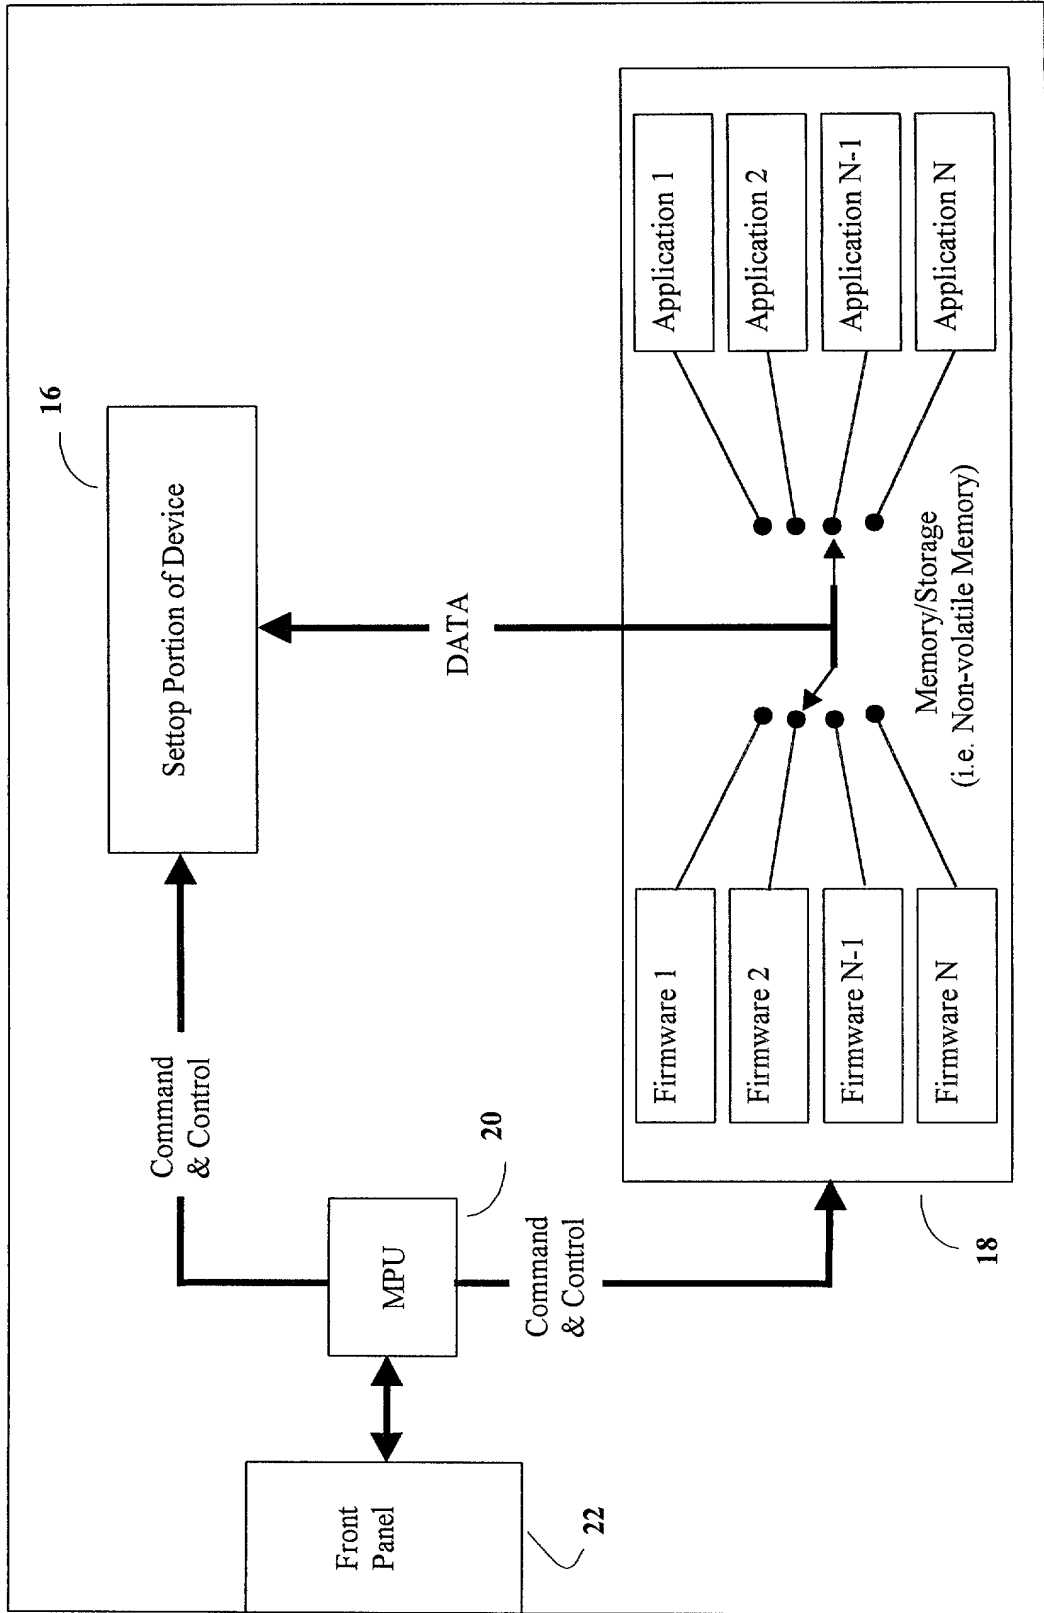 16
Settop Portion of Device
Command
& Control
DATA
Front
Panel
22
MPU
20
Command
& Control
18
Firmware 1
Firmware 2
Firmware N-1
Firmware N
Memory/Storage
(i.e. Non-volatile Memory)
Application 1
Application 2
Application N-1
Application N